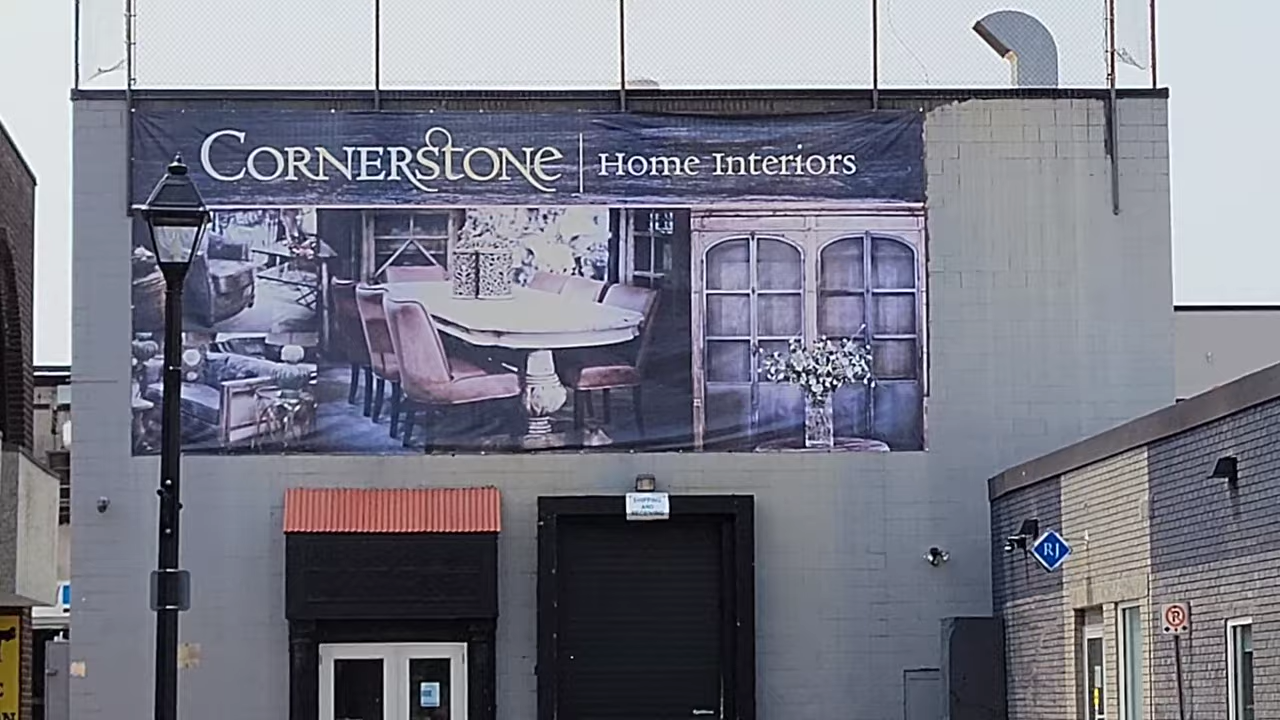 CORNERSTONE | Home Interiors
SHIPPING
AND
RECEIVING
RJ